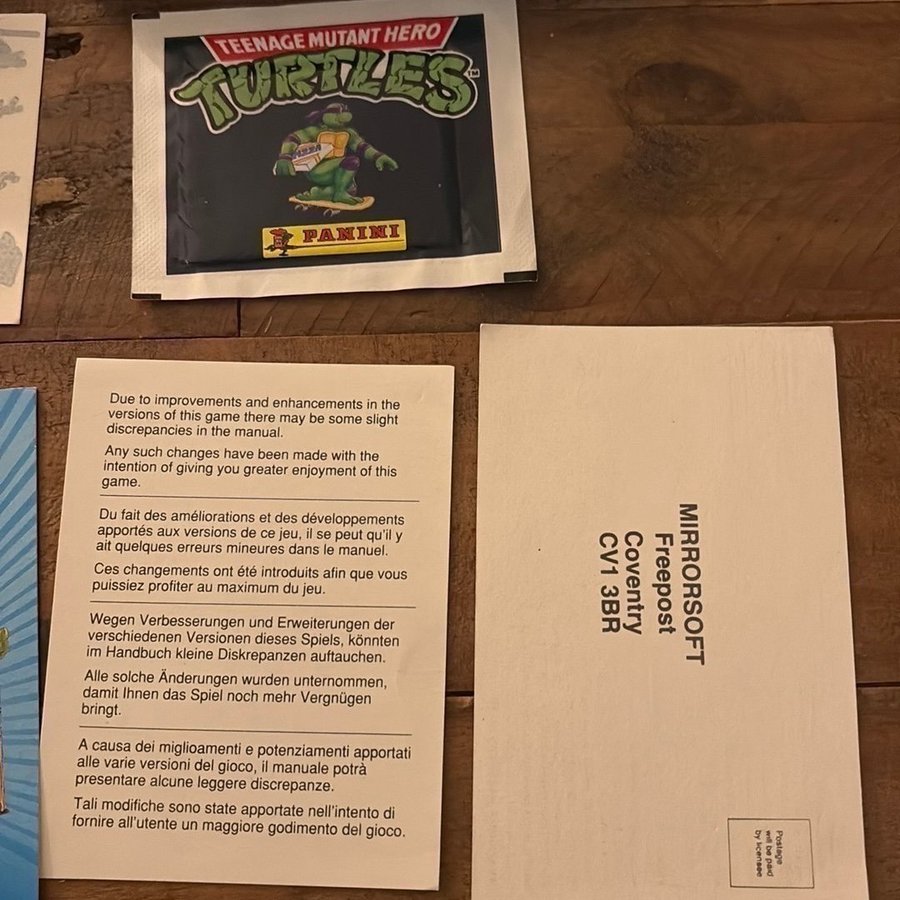 TEENAGE MUTANT HERO
TURTLES™
PIZZA
PANINI
Due to improvements and enhancements in the
versions of this game there may be some slight
discrepancies in the manual.
Any such changes have been made with the
intention of giving you greater enjoyment of this
game.
Du fait des améliorations et des développements
apportés aux versions de ce jeu, il se peut qu'il y
ait quelques erreurs mineures dans le manuel.
Ces changements ont été introduits afin que vous
puissiez profiter au maximum du jeu.
Wegen Verbesserungen und Erweiterungen der
verschiedenen Versionen dieses Spiels, könnten
im Handbuch kleine Diskrepanzen auftauchen.
Alle solche Änderungen wurden unternommen,
damit Ihnen das Spiel noch mehr Vergnügen
bringt.
A causa dei miglioamenti e potenziamenti apportati
alle varie versioni del gioco, il manuale potrà
presentare alcune leggere discrepanze.
Tali modifiche sono state apportate nell'intento di
fornire all'utente un maggiore godimento del gioco.
MIRRORSOFT
Freepost
Coventry
CV1 3BR
Postage
will be paid
by licensee